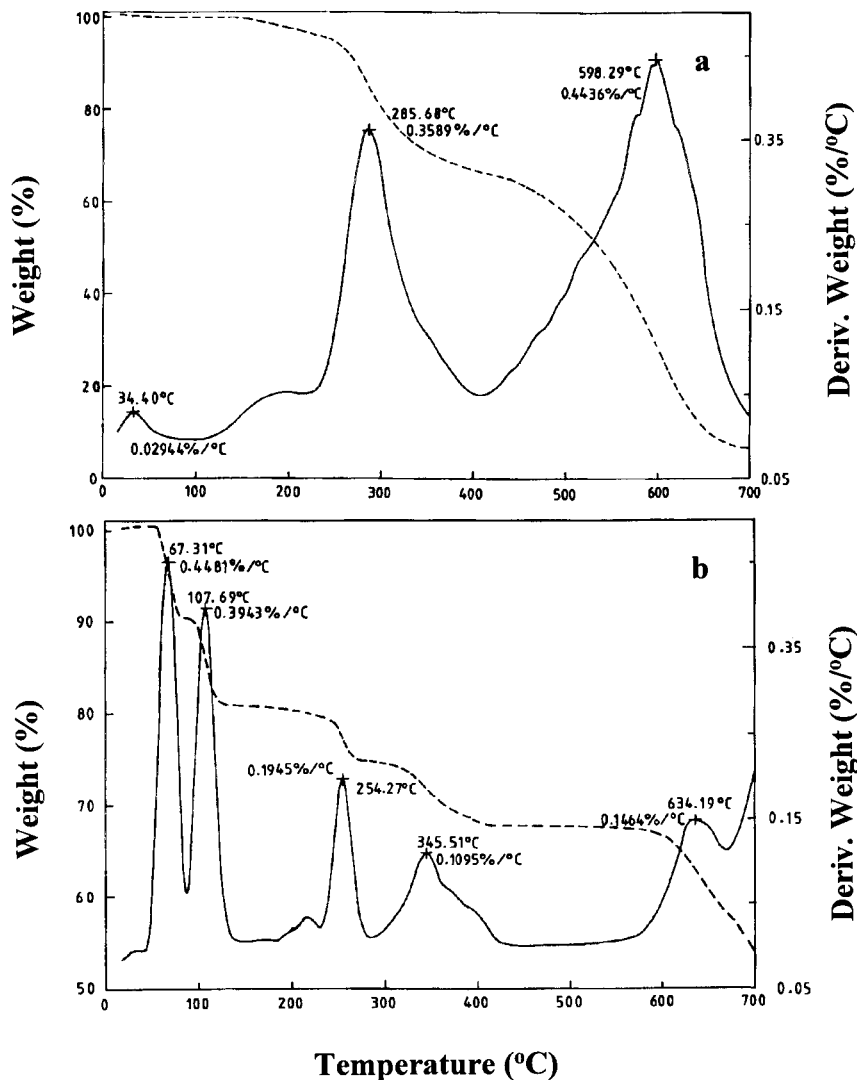 100
80
60
40
20
0
Weight (%)
a
598.29°C
0.4436%/°C
285.68°C
0.3589%/°C
34.40°C
0.02944%/°C
0.35
0.15
0.05
Deriv. Weight (%/°C)
0 100 200 300 400 500 600 700
100
90
80
70
60
50
Weight (%)
b
67.31°C
0.4481%/°C
107.69°C
0.3943%/°C
0.1945%/°C
254.27°C
345.51°C
0.1095%/°C
634.19°C
0.1464%/°C
0.35
0.15
0.05
Deriv. Weight (%/°C)
0 100 200 300 400 500 600 700
Temperature (°C)